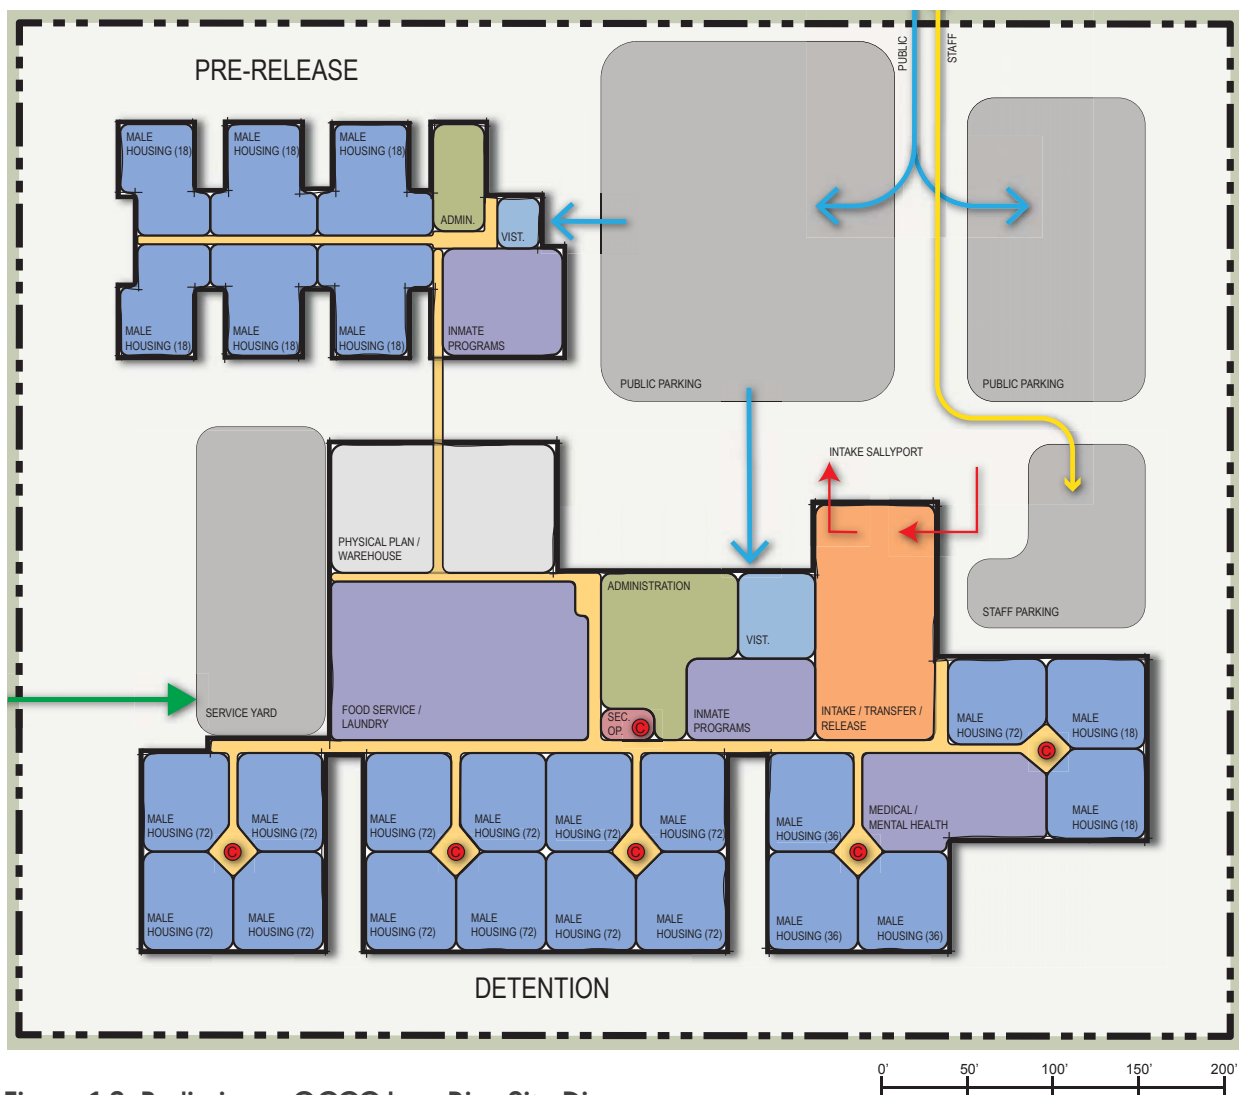 PUBLIC
STAFF
PRE-RELEASE
MALE
HOUSING (18)
MALE
HOUSING (18)
MALE
HOUSING (18)
ADMIN.
VIST.
MALE
HOUSING (18)
MALE
HOUSING (18)
MALE
HOUSING (18)
INMATE
PROGRAMS
PUBLIC PARKING
PUBLIC PARKING
INTAKE SALLYPORT
PHYSICAL PLAN /
WAREHOUSE
ADMINISTRATION
VIST.
STAFF PARKING
SERVICE YARD
FOOD SERVICE /
LAUNDRY
SEC.
OP.
C
INMATE
PROGRAMS
INTAKE / TRANSFER /
RELEASE
MALE
HOUSING (72)
MALE
HOUSING (18)
C
MALE
HOUSING (72)
MALE
HOUSING (72)
MALE
HOUSING (72)
MALE
HOUSING (72)
MALE
HOUSING (72)
MALE
HOUSING (72)
MALE
HOUSING (36)
MEDICAL /
MENTAL HEALTH
MALE
HOUSING (18)
C
C
C
C
MALE
HOUSING (72)
MALE
HOUSING (72)
MALE
HOUSING (72)
MALE
HOUSING (72)
MALE
HOUSING (72)
MALE
HOUSING (72)
MALE
HOUSING (36)
MALE
HOUSING (36)
DETENTION
0'
50'
100'
150'
200'